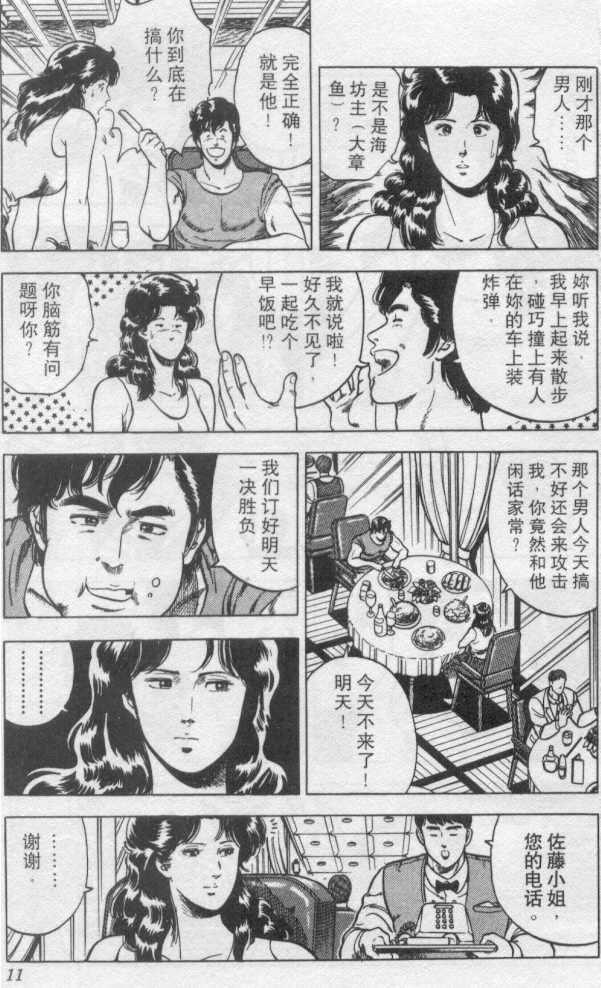 刚才那个
男人……
是不是海
坊主（大章
鱼）？
完全正确！
就是他！
你到底在
搞什么？
妳听我说，
我早上起来散步
，碰巧撞上有人
在妳的车上装
炸弹。
我就说啦！
好久不见了，
一起吃个
早饭吧!?
你脑筋有问
题呀你？
那个男人今天搞
不好还会来攻击
我，你竟然和他
闲话家常？
今天不来了！
明天！
我们订好明天
一决胜负。
…………
佐藤小姐，
您的电话。
………
谢谢。
11